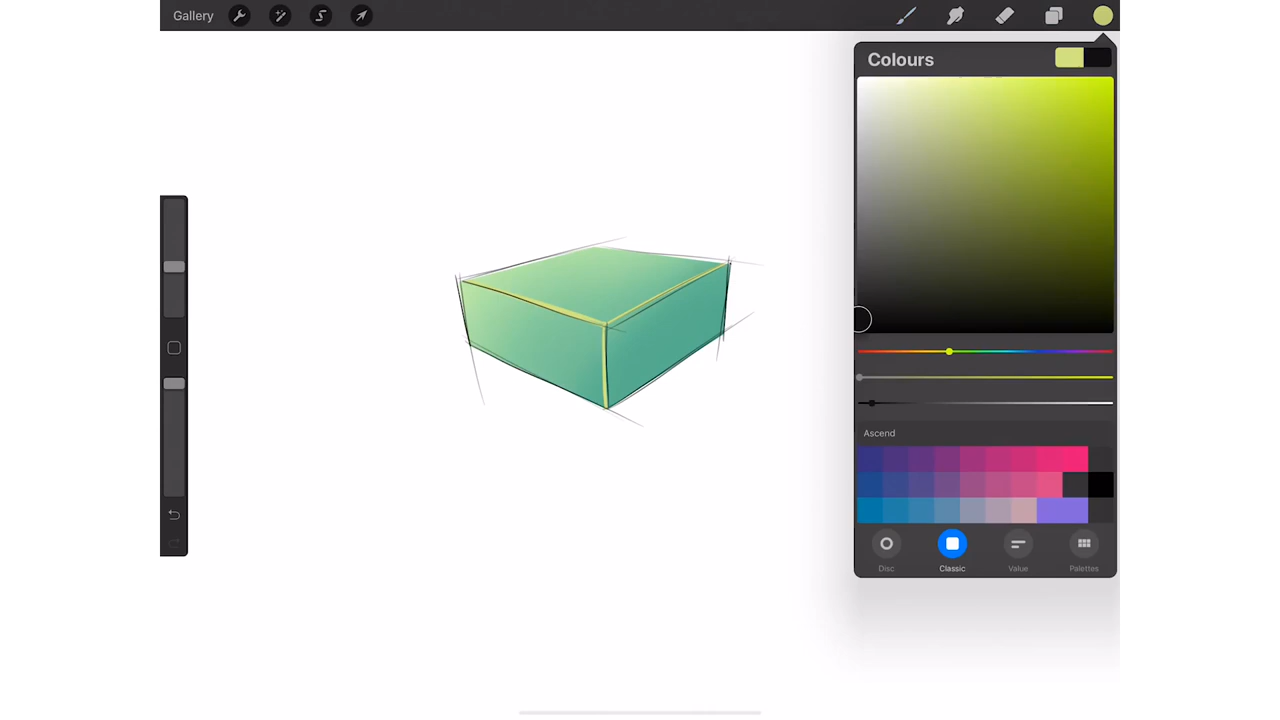 Gallery
Colours
Ascend
Disc
Classic
Value
Palettes